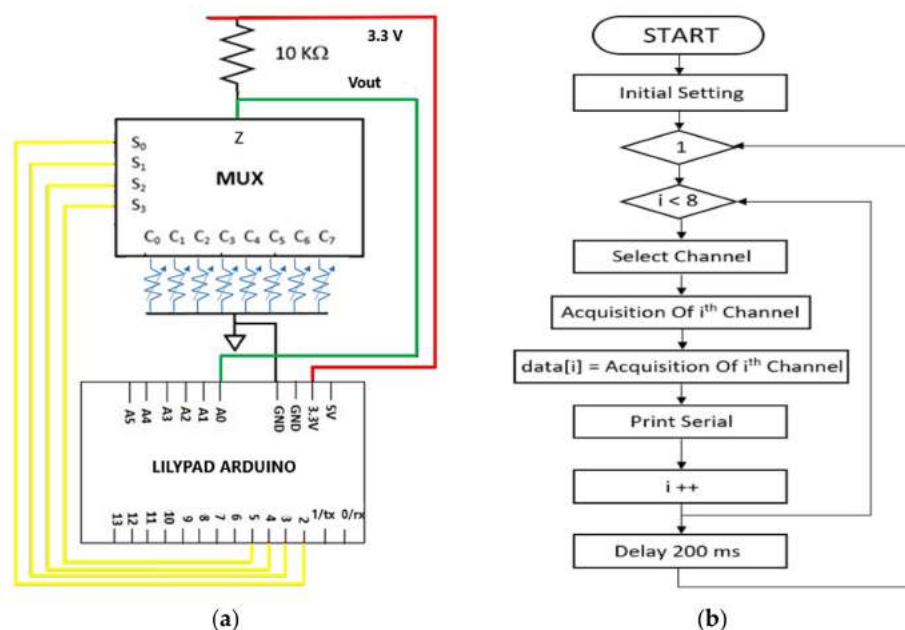 3.3 V
10 KΩ
Vout
Z
S0
S1
S2
S3
MUX
C0 C1 C2 C3 C4 C5 C6 C7
A5 A4 A3 A2 A1 A0 GND GND 3.3V 5V
LILYPAD ARDUINO
13 12 11 10 9 8 7 6 5 4 3 2 1/tx 0/rx
(a)
START
Initial Setting
1
i < 8
Select Channel
Acquisition Of ith Channel
data[i] = Acquisition Of ith Channel
Print Serial
i ++
Delay 200 ms
(b)